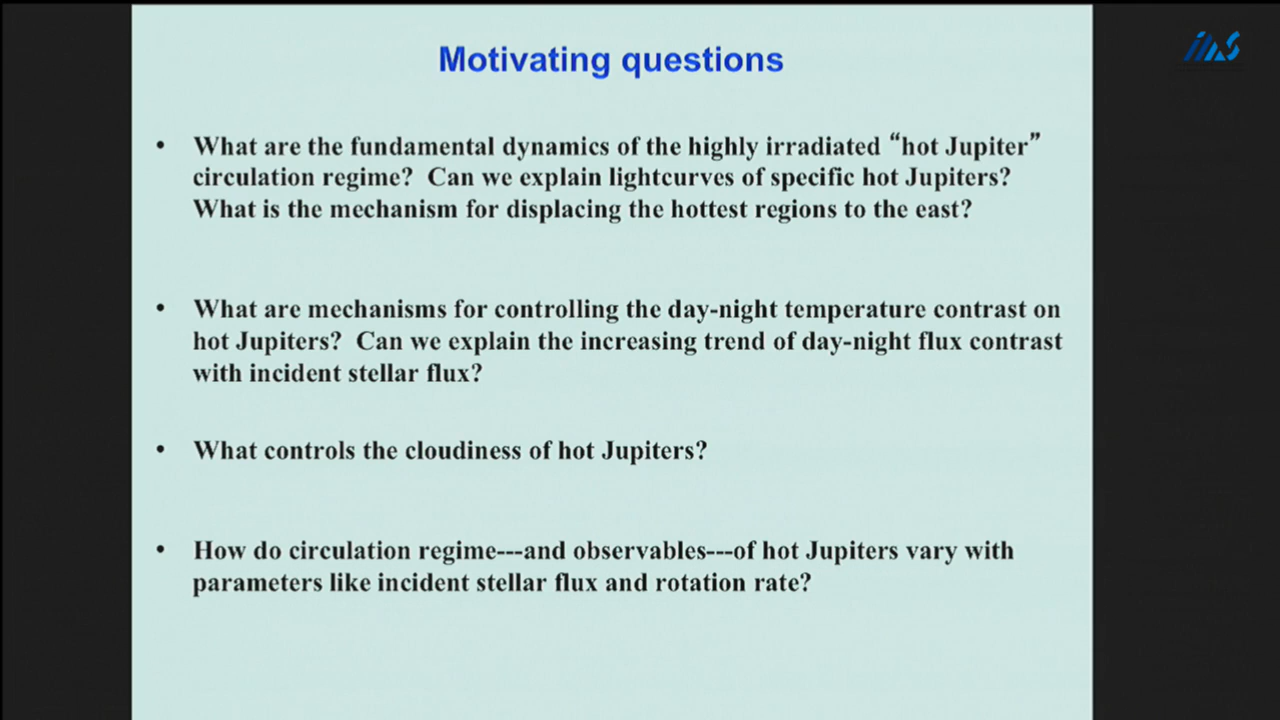 Motivating questions
• What are the fundamental dynamics of the highly irradiated “hot Jupiter”
circulation regime? Can we explain lightcurves of specific hot Jupiters?
What is the mechanism for displacing the hottest regions to the east?
• What are mechanisms for controlling the day-night temperature contrast on
hot Jupiters? Can we explain the increasing trend of day-night flux contrast
with incident stellar flux?
• What controls the cloudiness of hot Jupiters?
• How do circulation regime---and observables---of hot Jupiters vary with
parameters like incident stellar flux and rotation rate?